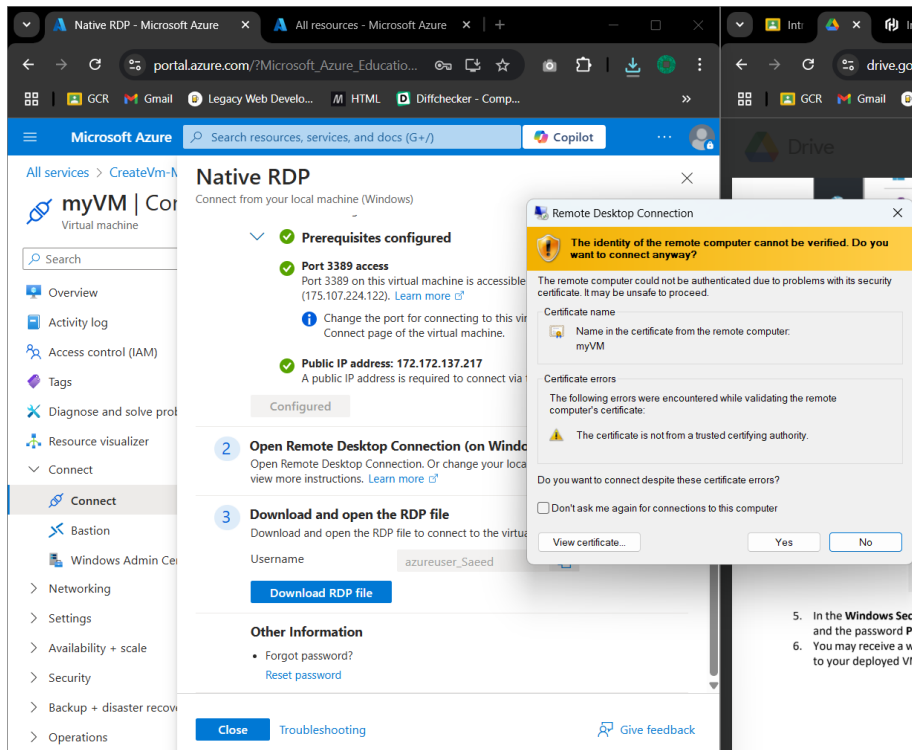 Native RDP - Microsoft Azure
All resources - Microsoft Azure
Intr
portal.azure.com/?Microsoft_Azure_Educatio...
drive.go
GCR
Gmail
Legacy Web Develo...
HTML
Diffchecker - Comp...
»
GCR
Gmail
Microsoft Azure
Search resources, services, and docs (G+/)
Copilot
...
Drive
All services > CreateVm-M
myVM | Cor
Virtual machine
Search
Overview
Activity log
Access control (IAM)
Tags
Diagnose and solve prob
Resource visualizer
Connect
Connect
Bastion
Windows Admin Cen
Networking
Settings
Availability + scale
Security
Backup + disaster recov
Operations
Native RDP
Connect from your local machine (Windows)
Prerequisites configured
Port 3389 access
Port 3389 on this virtual machine is accessible
(175.107.224.122). Learn more
Change the port for connecting to this vir
Connect page of the virtual machine.
Public IP address: 172.172.137.217
A public IP address is required to connect via
Configured
2
Open Remote Desktop Connection (on Windo
Open Remote Desktop Connection. Or change your loca
view more instructions. Learn more
3
Download and open the RDP file
Download and open the RDP file to connect to the virtua
Username
azureuser_Saeed
Download RDP file
Other Information
• Forgot password?
Reset password
Close
Troubleshooting
Give feedback
Remote Desktop Connection
The identity of the remote computer cannot be verified. Do you
want to connect anyway?
The remote computer could not be authenticated due to problems with its security
certificate. It may be unsafe to proceed.
Certificate name
Name in the certificate from the remote computer:
myVM
Certificate errors
The following errors were encountered while validating the remote
computer's certificate:
The certificate is not from a trusted certifying authority.
Do you want to connect despite these certificate errors?
Don't ask me again for connections to this computer
View certificate...
Yes
No
5. In the Windows Sec
and the password P
6. You may receive a w
to your deployed VM